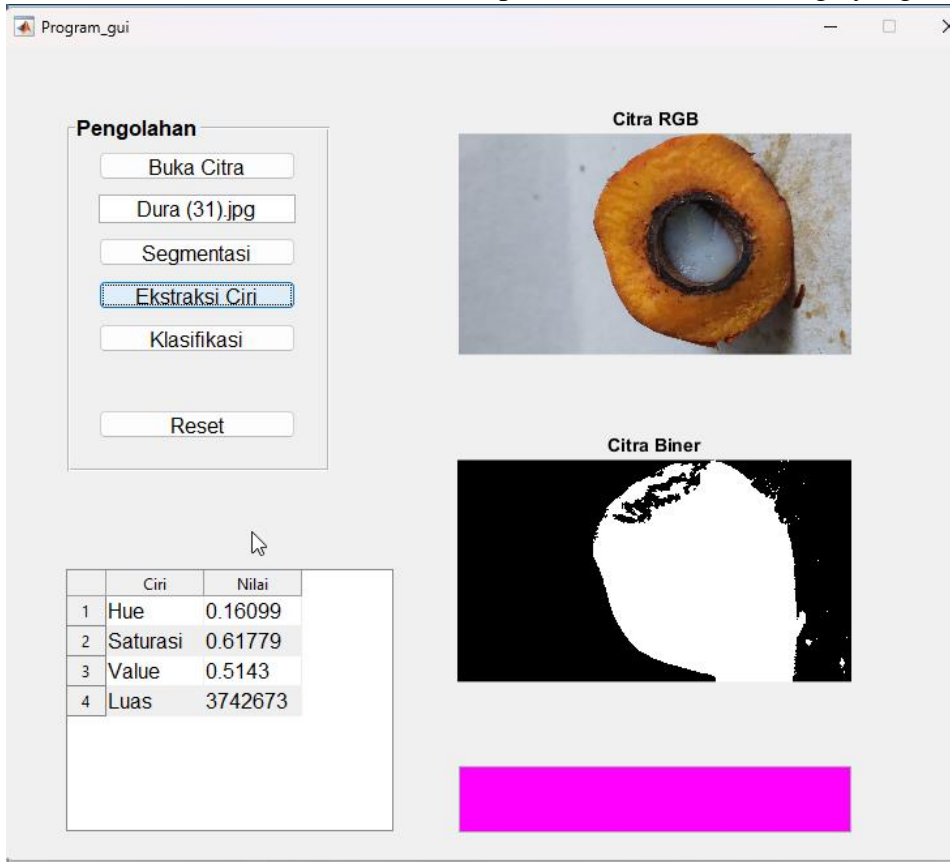 Program_gui
Pengolahan
Buka Citra
Dura (31).jpg
Segmentasi
Ekstraksi Ciri
Klasifikasi
Reset
Citra RGB
Citra Biner
Ciri Nilai
1 Hue 0.16099
2 Saturasi 0.61779
3 Value 0.5143
4 Luas 3742673